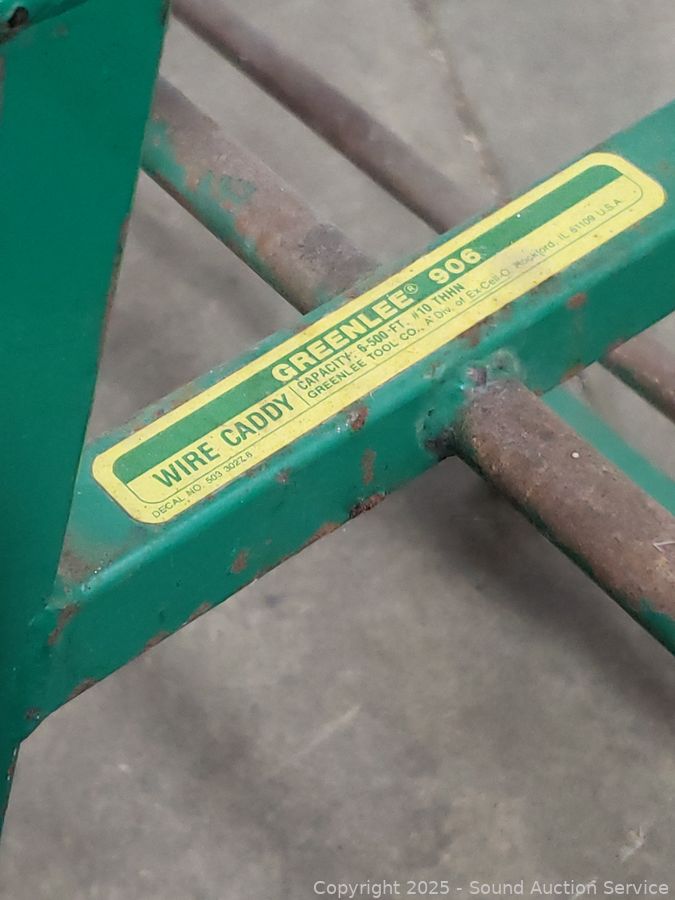 GREENLEE® 906
WIRE CADDY
CAPACITY: 6-500-FT. #10 THHN
GREENLEE TOOL CO., A Div. of Ex-Cell-O Rockford, IL 61109 U.S.A.
DECAL NO. 503 3022.6
Copyright 2025 - Sound Auction Service